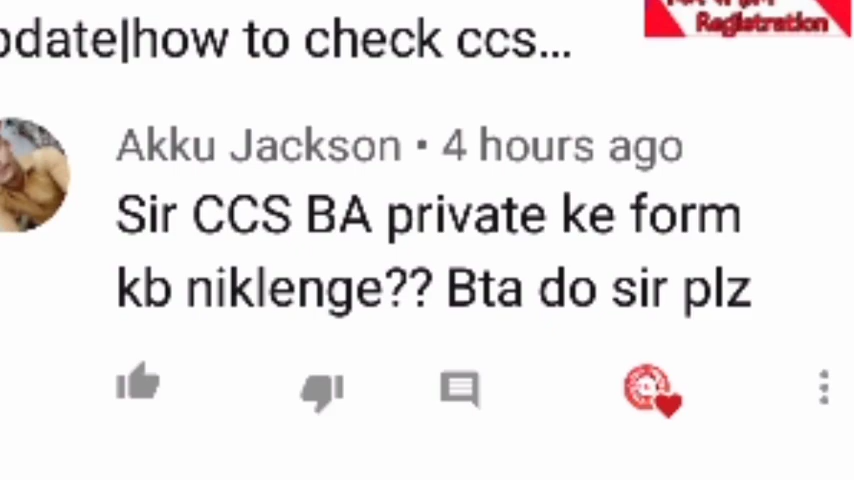 pdate|how to check ccs...
Registration
Akku Jackson • 4 hours ago
Sir CCS BA private ke form
kb niklenge?? Bta do sir plz